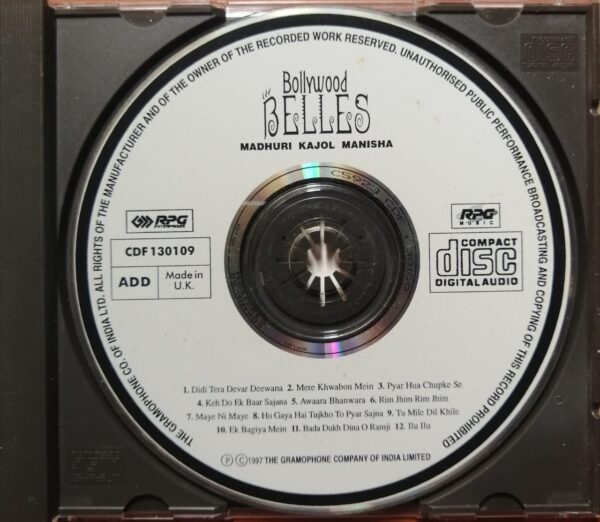 THE GRAMOPHONE CO. OF INDIA LTD. ALL RIGHTS OF THE MANUFACTURER AND OF THE OWNER OF THE RECORDED WORK RESERVED. UNAUTHORISED PUBLIC PERFORMANCE BROADCASTING AND COPYING OF THIS RECORD PROHIBITED
Bollywood
BELLES
MADHURI KAJOL MANISHA
RPG
ENTERPRISES
RPG
MUSIC
CDF 130109
ADD
Made in
U.K.
COMPACT
disc
DIGITAL AUDIO
1. Didi Tera Devar Deewana 2. Mere Khwabon Mein 3. Pyar Hua Chupke Se
4. Keh Do Ek Baar Sajana 5. Awaara Bhanwara 6. Rim Jhim Rim Jhim
7. Maye Ni Maye 8. Ho Gaya Hai Tujkho To Pyar Sajna 9. Tu Mile Dil Khile
10. Ek Bagiya Mein 11. Bada Dukh Dina O Ramji 12. Ilu Ilu
Ⓟ Ⓒ1997 THE GRAMOPHONE COMPANY OF INDIA LIMITED